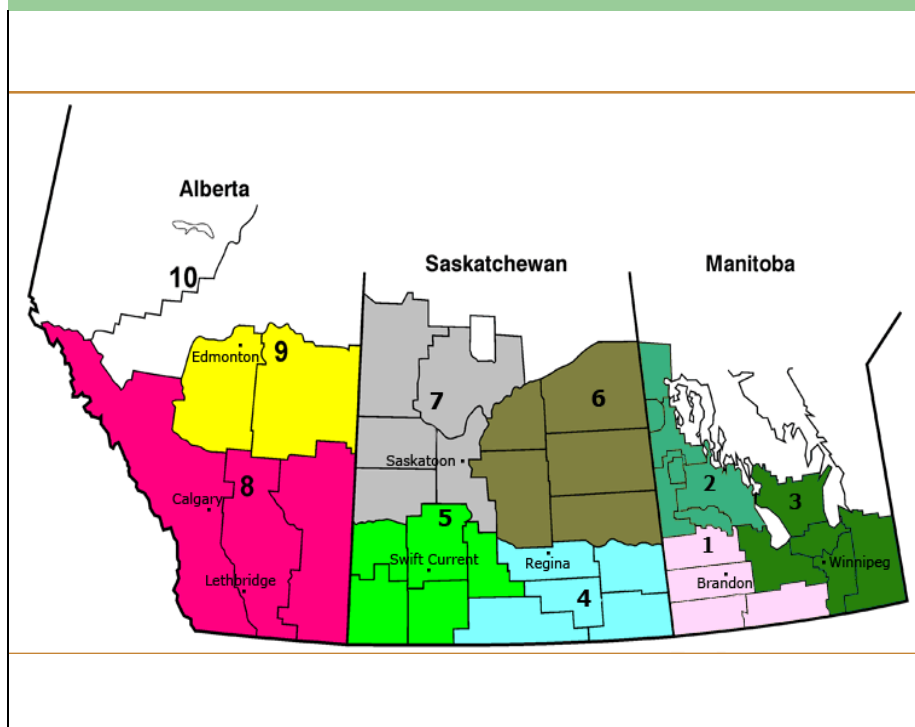 Alberta
Saskatchewan
Manitoba
10
Edmonton
9
7
6
Saskatoon
8
Calgary
2
3
5
1
Swift Current
Regina
Winnipeg
Lethbridge
Brandon
4